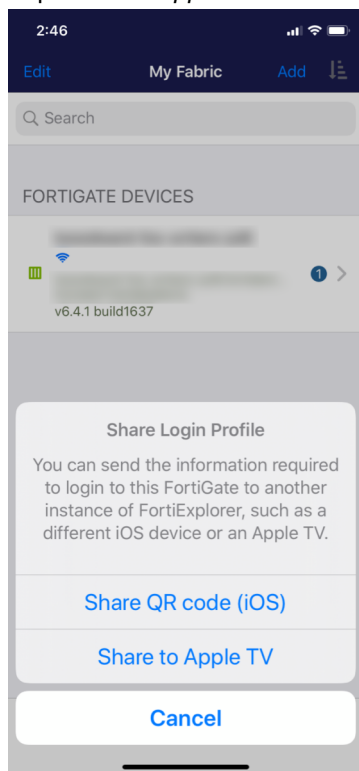 2:46
Edit
My Fabric
Add
Search
FORTIGATE DEVICES
1
v6.4.1 build1637
Share Login Profile
You can send the information required
to login to this FortiGate to another
instance of FortiExplorer, such as a
different iOS device or an Apple TV.
Share QR code (iOS)
Share to Apple TV
Cancel